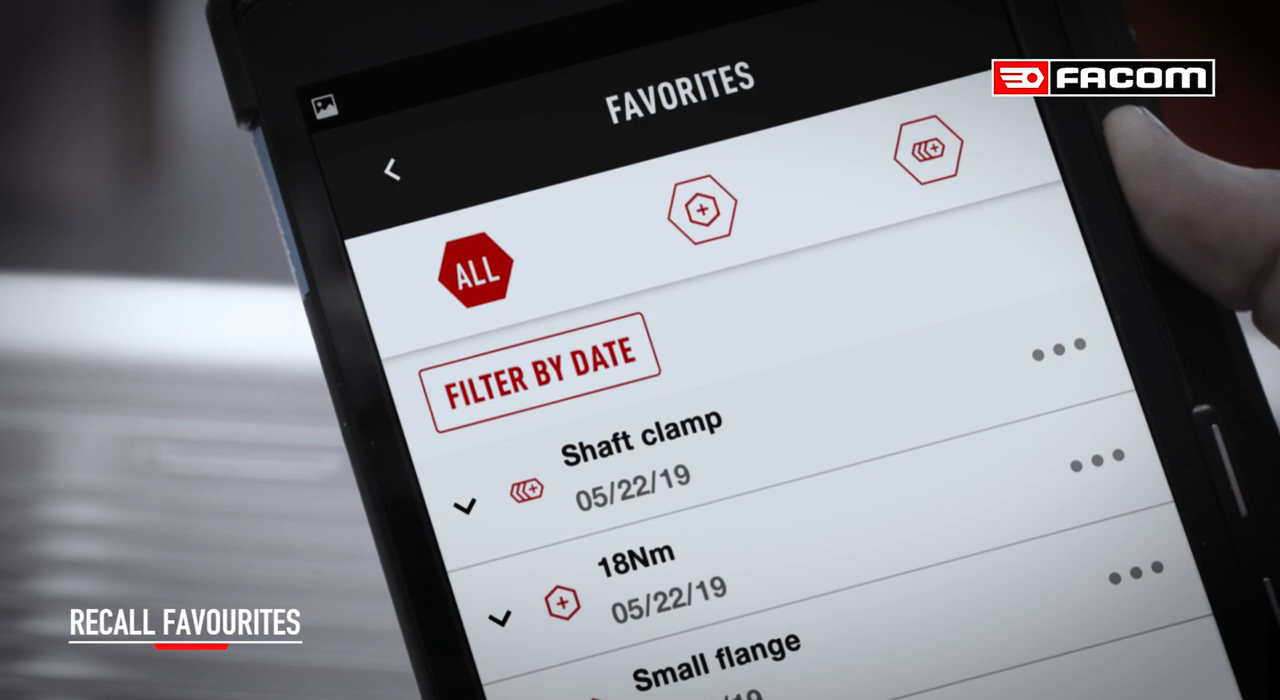 FAVORITES
FACOM
ALL
FILTER BY DATE
Shaft clamp
05/22/19
18Nm
05/22/19
Small flange
/19
RECALL FAVOURITES